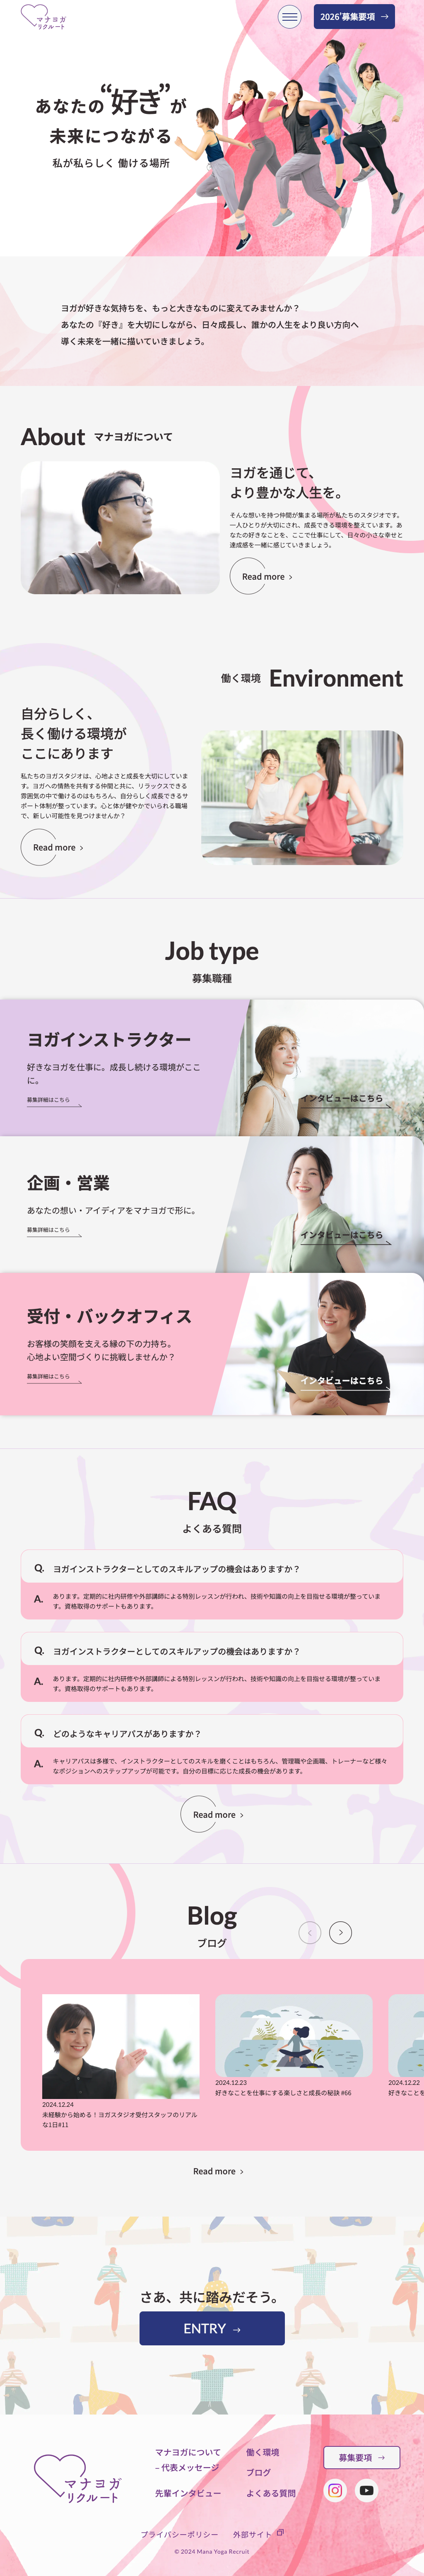 マナヨガ
リクルート
2026'募集要項
あなたの“好き”が
未来につながる
私が私らしく 働ける場所
ヨガが好きな気持ちを、もっと大きなものに変えてみませんか？
あなたの『好き』を大切にしながら、日々成長し、誰かの人生をより良い方向へ
導く未来を一緒に描いていきましょう。
About マナヨガについて
ヨガを通じて、
より豊かな人生を。
そんな想いを持つ仲間が集まる場所が私たちのスタジオです。
一人ひとりが大切にされ、成長できる環境を整えています。あ
なたの好きなことを、ここで仕事にして、日々の小さな幸せと
達成感を一緒に感じていきましょう。
Read more
働く環境 Environment
自分らしく、
長く働ける環境が
ここにあります
私たちのヨガスタジオは、心地よさと成長を大切にしていま
す。ヨガへの情熱を共有する仲間と共に、リラックスできる
雰囲気の中で働けるのはもちろん、自分らしく成長できるサ
ポート体制が整っています。心と体が健やかでいられる職場
で、新しい可能性を見つけませんか？
Read more
Job type
募集職種
ヨガインストラクター
好きなヨガを仕事に。成長し続ける環境がここ
に。
募集詳細はこちら
インタビューはこちら
企画・営業
あなたの想い・アイディアをマナヨガで形に。
募集詳細はこちら
インタビューはこちら
受付・バックオフィス
お客様の笑顔を支える縁の下の力持ち。
心地よい空間づくりに挑戦しませんか？
募集詳細はこちら
インタビューはこちら
FAQ
よくある質問
Q. ヨガインストラクターとしてのスキルアップの機会はありますか？
A. あります。定期的に社内研修や外部講師による特別レッスンが行われ、技術や知識の向上を目指せる環境が整っていま
す。資格取得のサポートもあります。
Q. ヨガインストラクターとしてのスキルアップの機会はありますか？
A. あります。定期的に社内研修や外部講師による特別レッスンが行われ、技術や知識の向上を目指せる環境が整っていま
す。資格取得のサポートもあります。
Q. どのようなキャリアパスがありますか？
A. キャリアパスは多様で、インストラクターとしてのスキルを磨くことはもちろん、管理職や企画職、トレーナーなど様々
なポジションへのステップアップが可能です。自分の目標に応じた成長の機会があります。
Read more
Blog
ブログ
2024.12.24
未経験から始める！ヨガスタジオ受付スタッフのリアル
な1日#11
2024.12.23
好きなことを仕事にする楽しさと成長の秘訣 #66
2024.12.22
好きなことを
Read more
さあ、共に踏みだそう。
ENTRY
マナヨガ
リクルート
マナヨガについて
– 代表メッセージ
先輩インタビュー
働く環境
ブログ
よくある質問
募集要項
プライバシーポリシー 外部サイト
© 2024 Mana Yoga Recruit